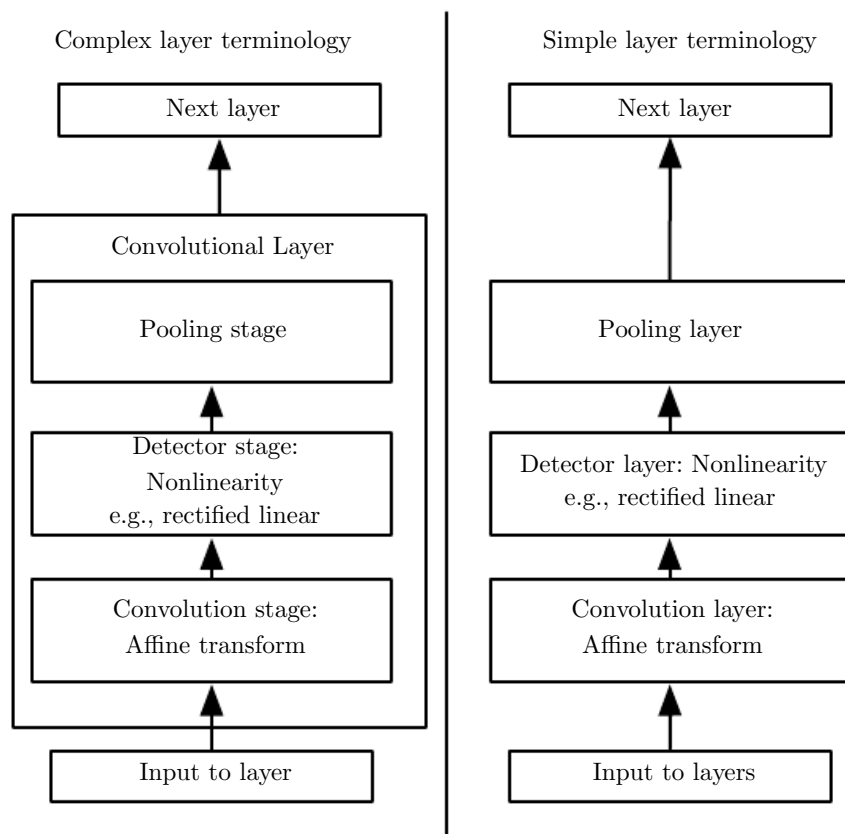 Complex layer terminology
Next layer
Convolutional Layer
Pooling stage
Detector stage:
Nonlinearity
e.g., rectified linear
Convolution stage:
Affine transform
Input to layer
Simple layer terminology
Next layer
Pooling layer
Detector layer: Nonlinearity
e.g., rectified linear
Convolution layer:
Affine transform
Input to layers